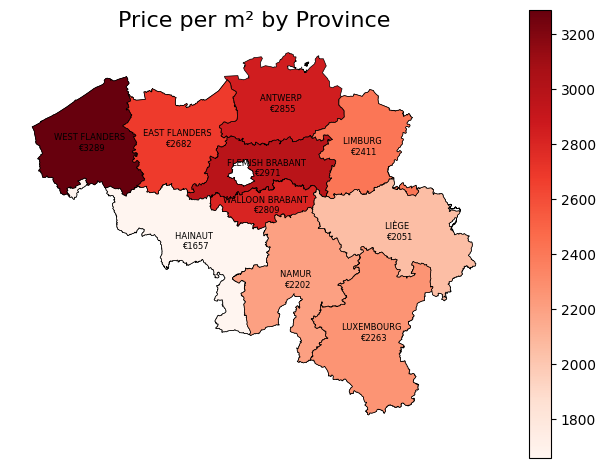 Price per m² by Province
ANTWERP
€2855
WEST FLANDERS
€3289
EAST FLANDERS
€2682
LIMBURG
€2411
FLEMISH BRABANT
€2971
WALLOON BRABANT
€2809
HAINAUT
€1657
LIÈGE
€2051
NAMUR
€2202
LUXEMBOURG
€2263
3200
3000
2800
2600
2400
2200
2000
1800